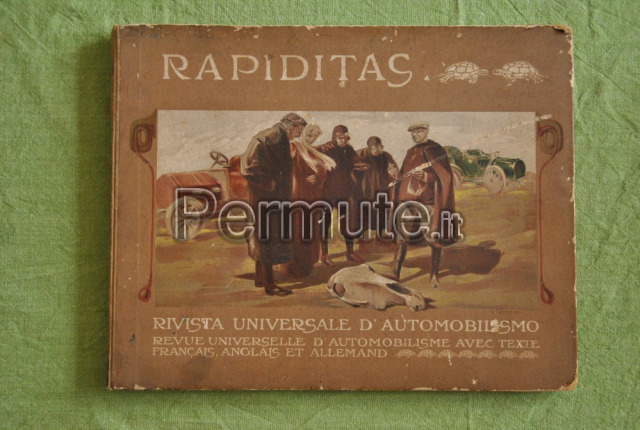 RAPIDITAS
Permute.it
RIVISTA UNIVERSALE D'AUTOMOBILISMO
REVUE UNIVERSELLE D'AUTOMOBILISME AVEC TEXTE
FRANÇAIS, ANGLAIS ET ALLEMAND